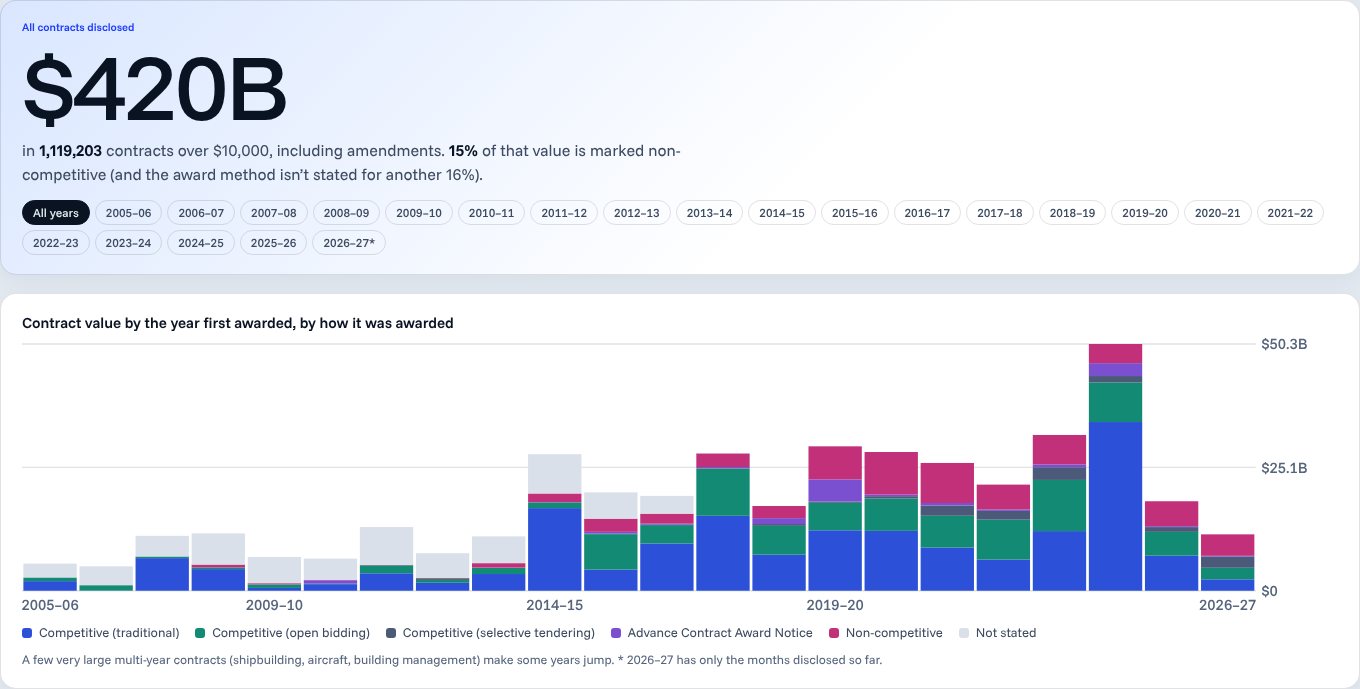 All contracts disclosed
$420B
in 1,119,203 contracts over $10,000, including amendments. 15% of that value is marked non-
competitive (and the award method isn’t stated for another 16%).
All years 2005–06 2006–07 2007–08 2008–09 2009–10 2010–11 2011–12 2012–13 2013–14 2014–15 2015–16 2016–17 2017–18 2018–19 2019–20 2020–21 2021–22
2022–23 2023–24 2024–25 2025–26 2026–27*
Contract value by the year first awarded, by how it was awarded
$50.3B
$25.1B
$0
2005–06 2009–10 2014–15 2019–20 2026–27
Competitive (traditional) Competitive (open bidding) Competitive (selective tendering) Advance Contract Award Notice Non-competitive Not stated
A few very large multi-year contracts (shipbuilding, aircraft, building management) make some years jump. * 2026–27 has only the months disclosed so far.